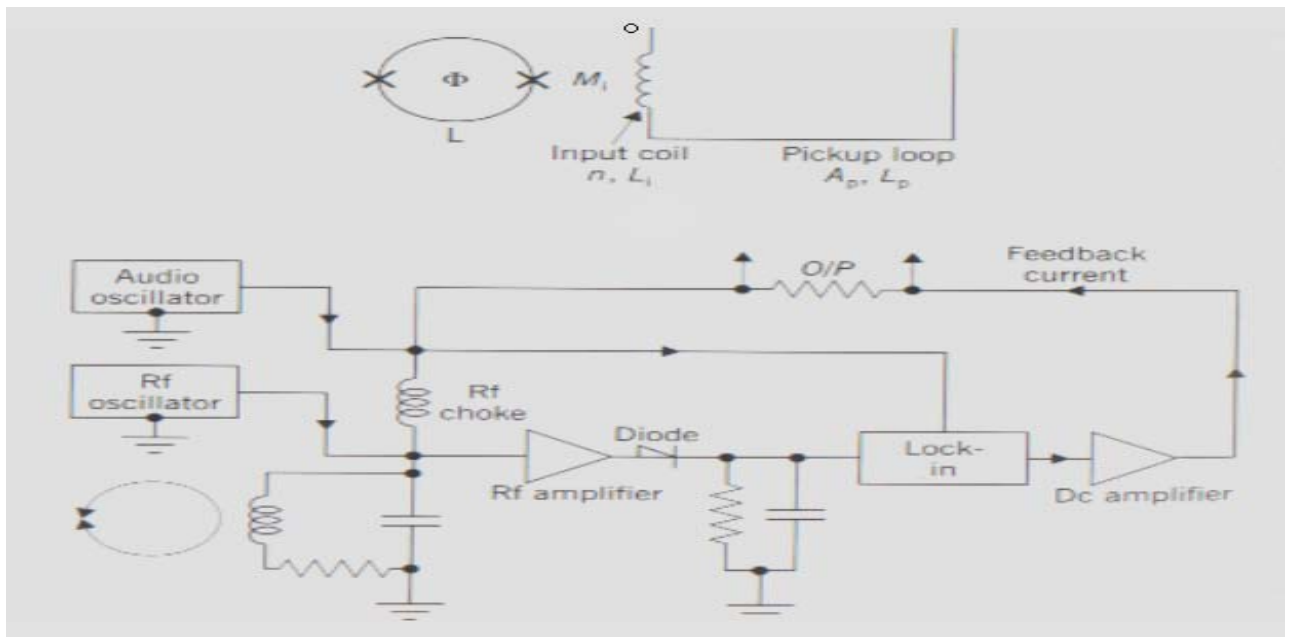 Φ
M_i
L
Input coil
n, L_i
Pickup loop
A_p, L_p
Audio
oscillator
O/P
Feedback
current
Rf
oscillator
Rf
choke
Diode
Lock-
in
Rf amplifier
Dc amplifier